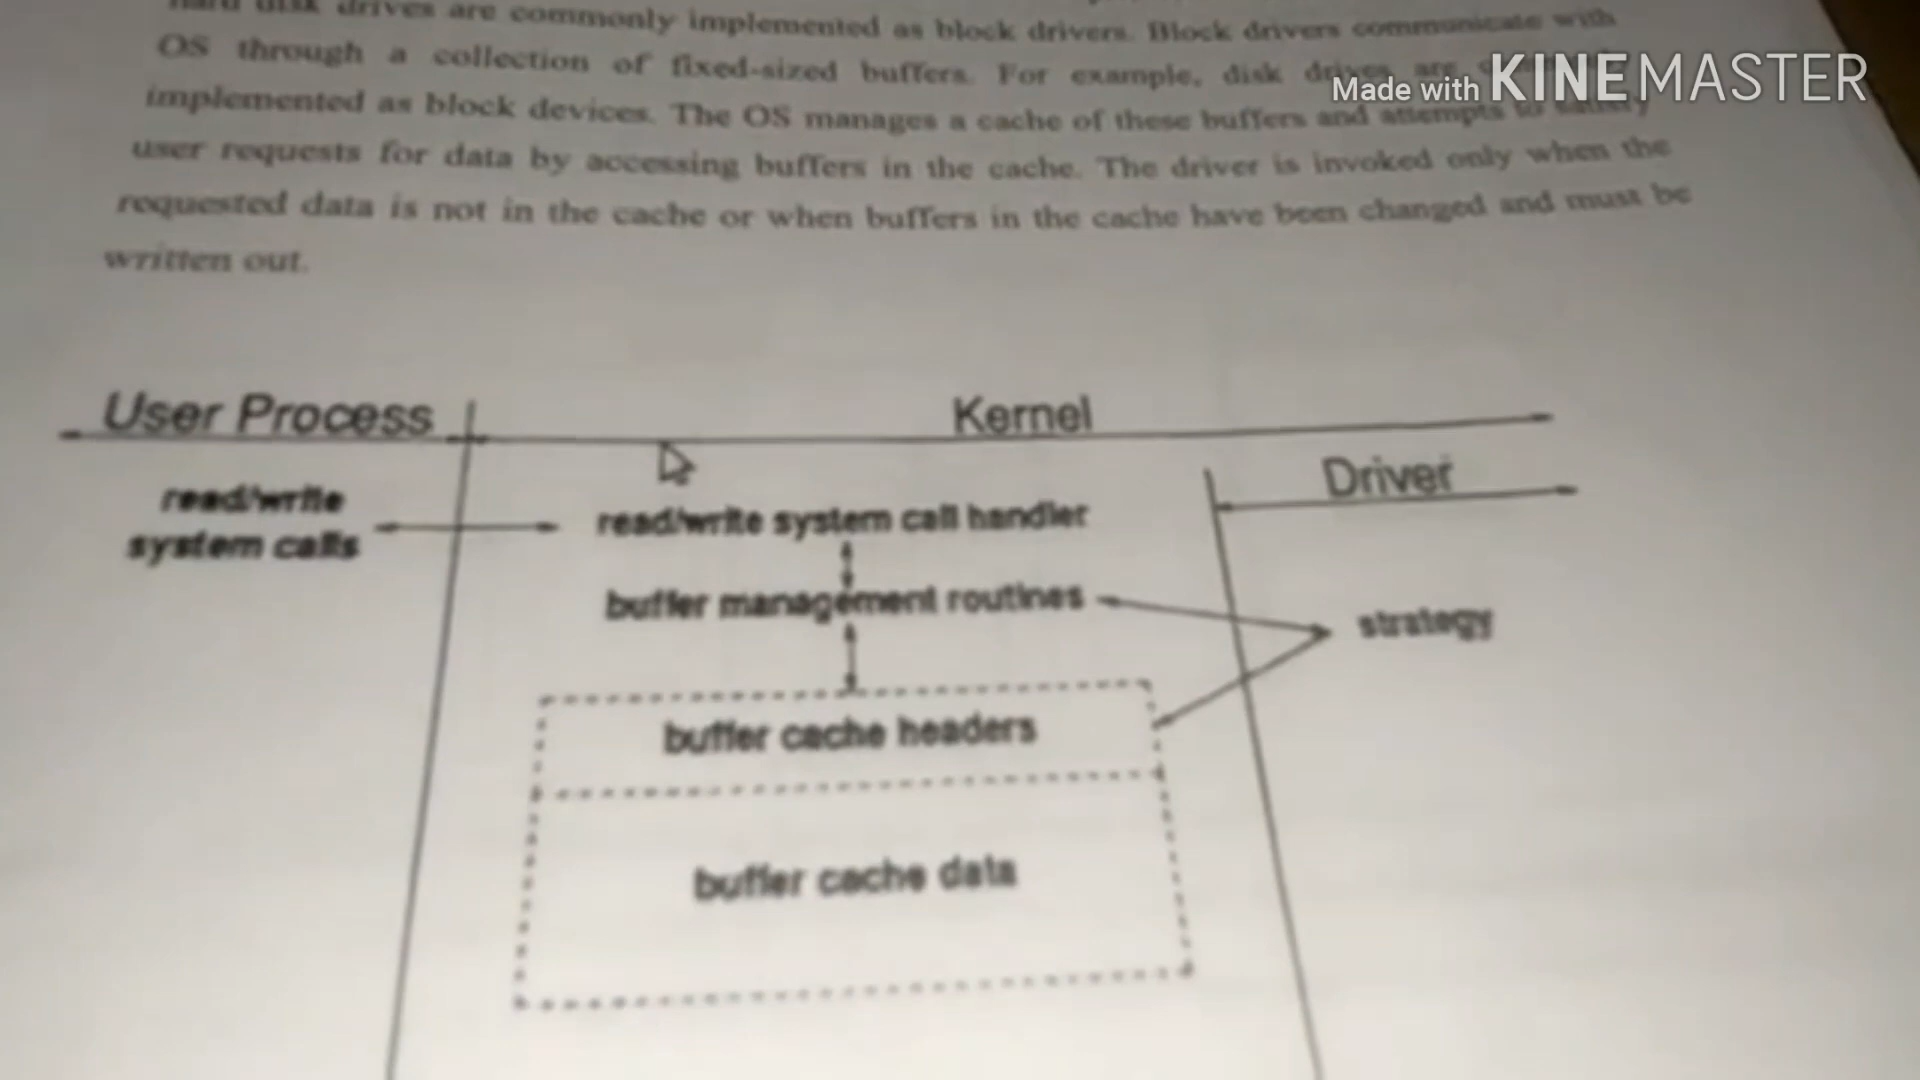 hard disk drives are commonly implemented as block drivers. Block drivers communicate with
OS through a collection of fixed-sized buffers. For example, disk drives are
Made with KINEMASTER
implemented as block devices. The OS manages a cache of these buffers and attempts to satisfy
user requests for data by accessing buffers in the cache. The driver is invoked only when the
requested data is not in the cache or when buffers in the cache have been changed and must be
written out.
User Process
Kernel
Driver
read/write
system calls
read/write system call handler
buffer management routines
strategy
buffer cache headers
buffer cache data